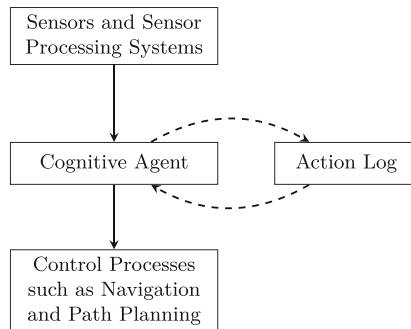 Sensors and Sensor
Processing Systems
Cognitive Agent
Action Log
Control Processes
such as Navigation
and Path Planning